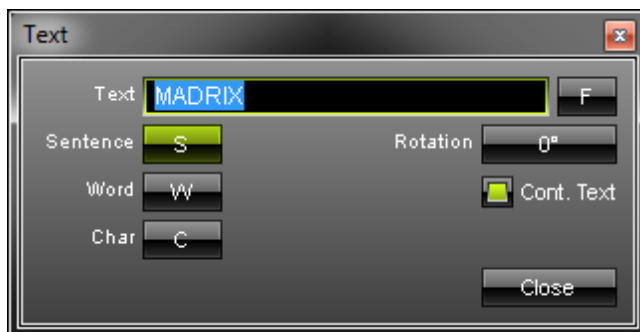 Text
Text MADRIX F
Sentence S Rotation 0°
Word W Cont. Text
Char C
Close